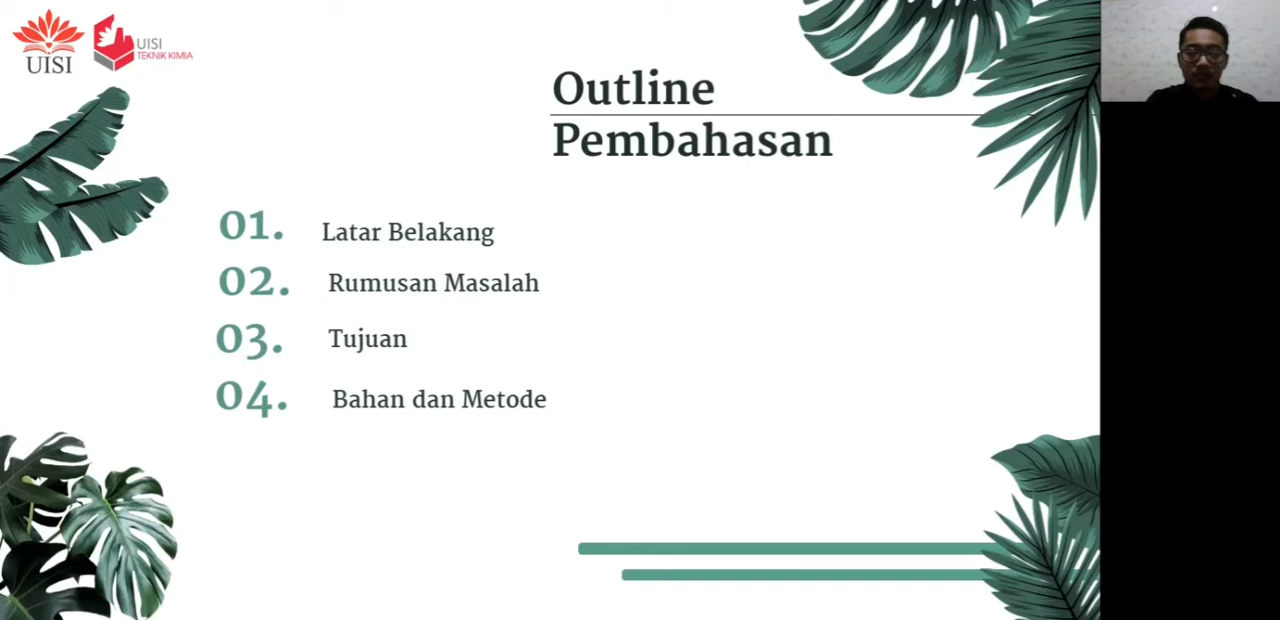 UISI
UISI
TEKNIK KIMIA
Outline
Pembahasan
01. Latar Belakang
02. Rumusan Masalah
03. Tujuan
04. Bahan dan Metode